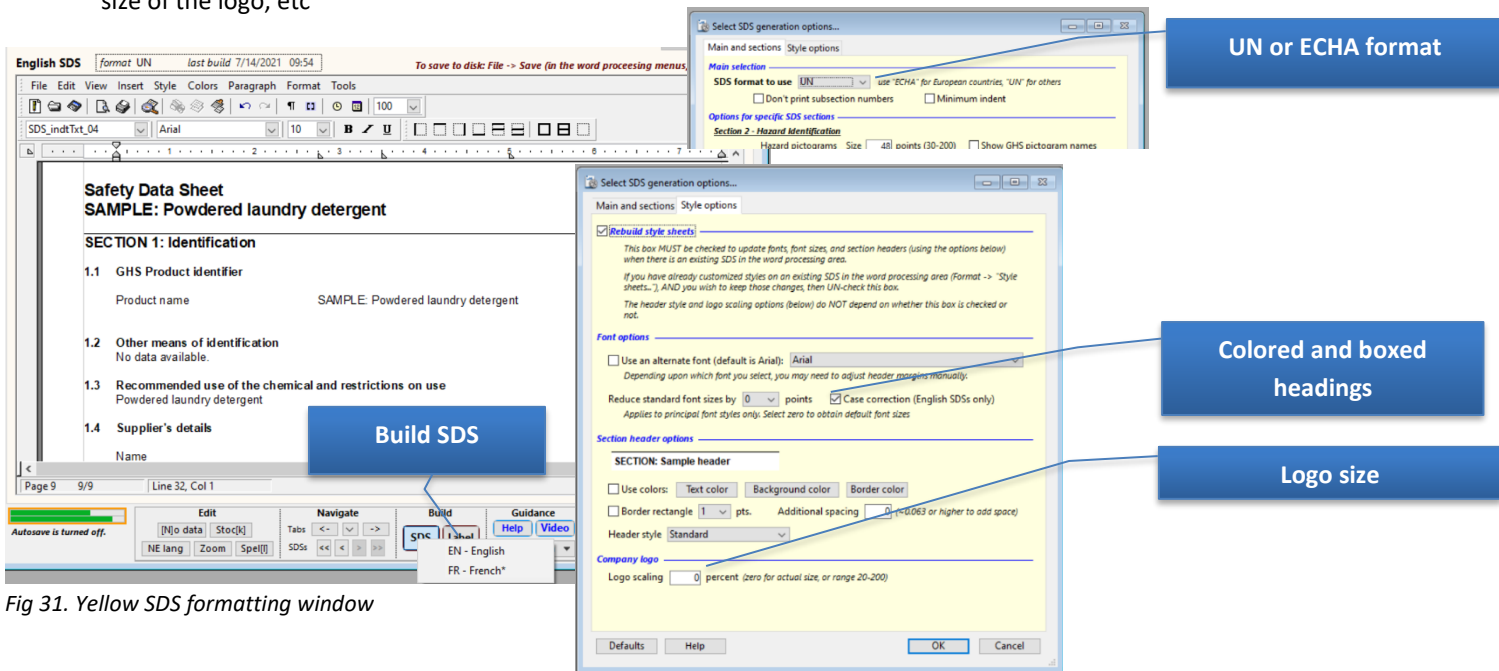 size of the logo, etc
English SDS format UN last build 7/14/2021 09:54 To save to disk: File -> Save (in the word proceesing menus,
File Edit View Insert Style Colors Paragraph Format Tools
100
SDS_indtTxt_04 Arial 10 B I U
1 2 3 4 5 6 7
Safety Data Sheet
SAMPLE: Powdered laundry detergent
SECTION 1: Identification
1.1 GHS Product identifier
Product name SAMPLE: Powdered laundry detergent
1.2 Other means of identification
No data available.
1.3 Recommended use of the chemical and restrictions on use
Powdered laundry detergent
1.4 Supplier's details
Name
Page 9 9/9 Line 32, Col 1
Autosave is turned off.
Edit Navigate Build Guidance
[N]o data Stoc[k] Tabs <- -> SDS Label Help Video
NE lang Zoom Spel[l] SDSs << < > >>
EN - English
FR - French*
Build SDS
Fig 31. Yellow SDS formatting window
Select SDS generation options...
Main and sections Style options
Main selection
SDS format to use UN use "ECHA" for European countries, "UN" for others
Don't print subsection numbers Minimum indent
Options for specific SDS sections
Section 2 - Hazard Identification
Hazard pictograms Size 48 points (30-200) Show GHS pictogram names
UN or ECHA format
Select SDS generation options...
Main and sections Style options
Rebuild style sheets
This box MUST be checked to update fonts, font sizes, and section headers (using the options below)
when there is an existing SDS in the word processing area.
If you have already customized styles on an existing SDS in the word processing area (Format -> "Style
sheets..."), AND you wish to keep those changes, then UN-check this box.
The header style and logo scaling options (below) do NOT depend on whether this box is checked or
not.
Font options
Use an alternate font (default is Arial): Arial
Depending upon which font you select, you may need to adjust header margins manually.
Reduce standard font sizes by 0 points Case correction (English SDSs only)
Applies to principal font styles only. Select zero to obtain default font sizes
Section header options
SECTION: Sample header
Use colors: Text color Background color Border color
Border rectangle 1 pts. Additional spacing 0 (~0.063 or higher to add space)
Header style Standard
Company logo
Logo scaling 0 percent (zero for actual size, or range 20-200)
Defaults Help OK Cancel
Colored and boxed
headings
Logo size